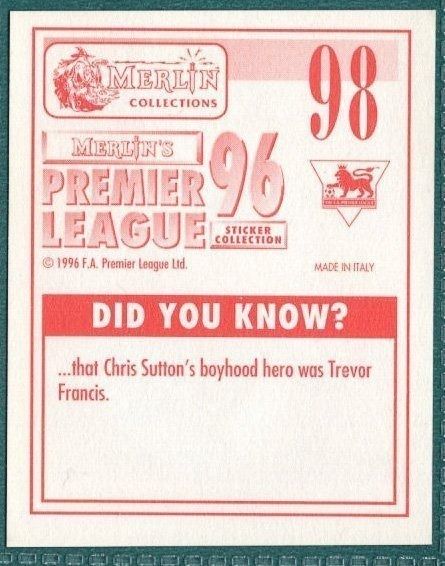 MERLIN
COLLECTIONS
98
MERLIN'S
PREMIER
LEAGUE
96
STICKER
COLLECTION
© 1996 F.A. Premier League Ltd.
MADE IN ITALY
DID YOU KNOW?
...that Chris Sutton's boyhood hero was Trevor
Francis.